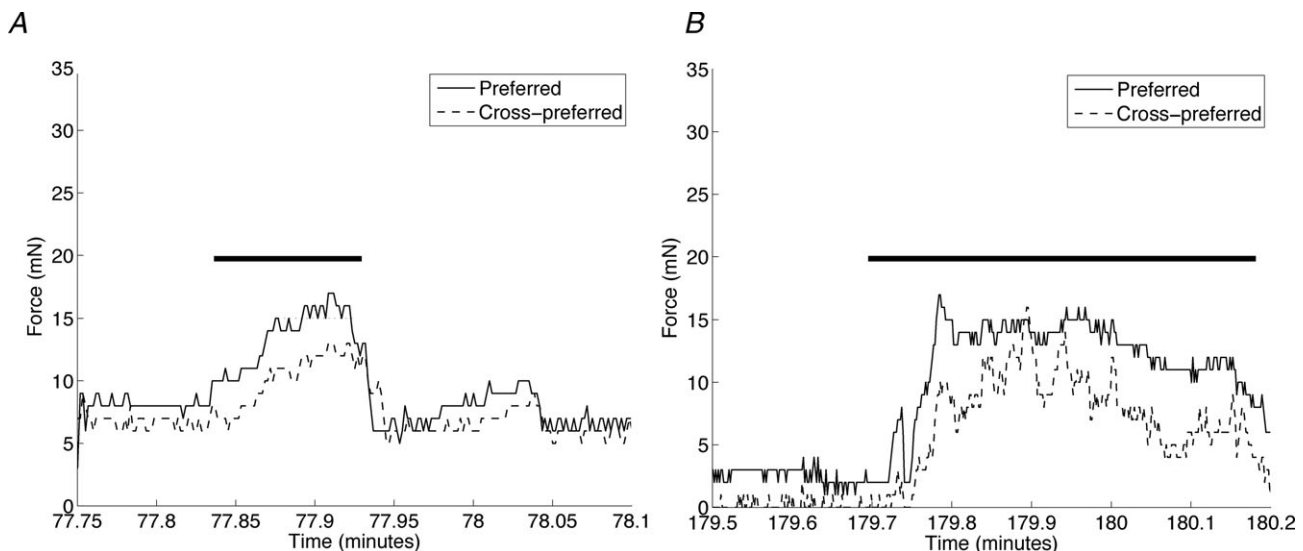 A
35
30
25
20
15
10
5
0
Force (mN)
Preferred
Cross−preferred
77.75 77.8 77.85 77.9 77.95 78 78.05 78.1
Time (minutes)
B
35
30
25
20
15
10
5
0
Force (mN)
Preferred
Cross−preferred
179.5 179.6 179.7 179.8 179.9 180 180.1 180.2
Time (minutes)